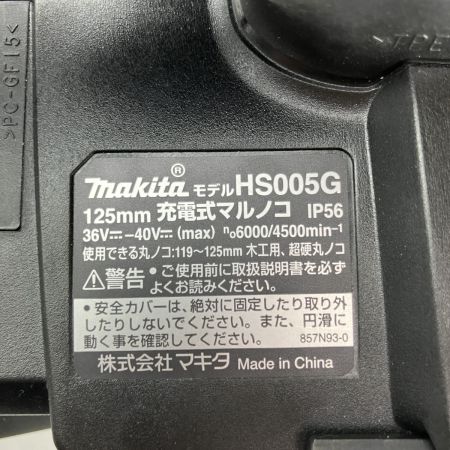 >PC-GF15<
>TPE
makita® モデル HS005G
125mm 充電式マルノコ IP56
36V⎓-40V⎓(max) n₀6000/4500min⁻¹
使用できる丸ノコ:119~125mm 木工用、超硬丸ノコ
⚠警告 ・ご使用前に取扱説明書を必ず
よくお読みください。
・安全カバーは、絶対に固定したり取り外
したりしないでください。また、円滑に
動く事を確認してください。 857N93-0
株式会社マキタ Made in China